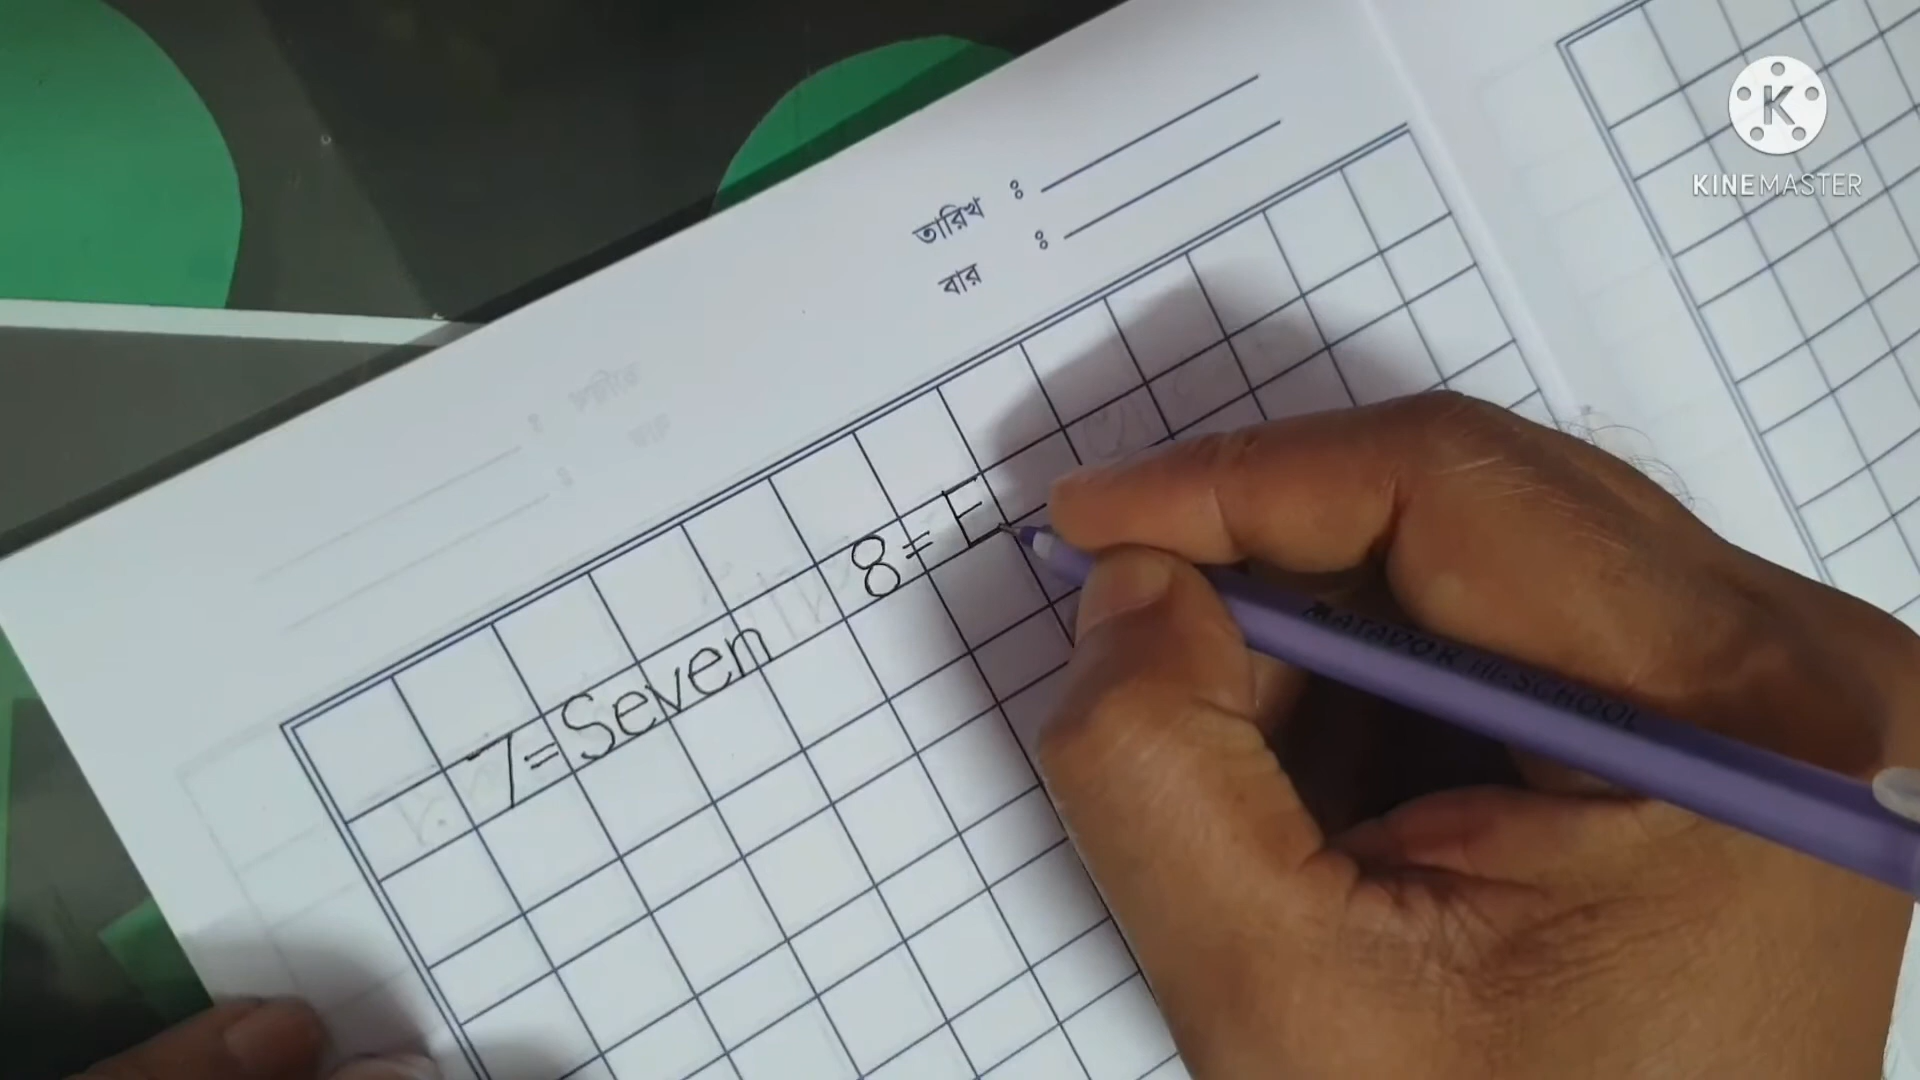 তারিখ ঃ
বার ঃ
7=Seven 8=E
MATADOR HI-SCHOOL
K
KINEMASTER